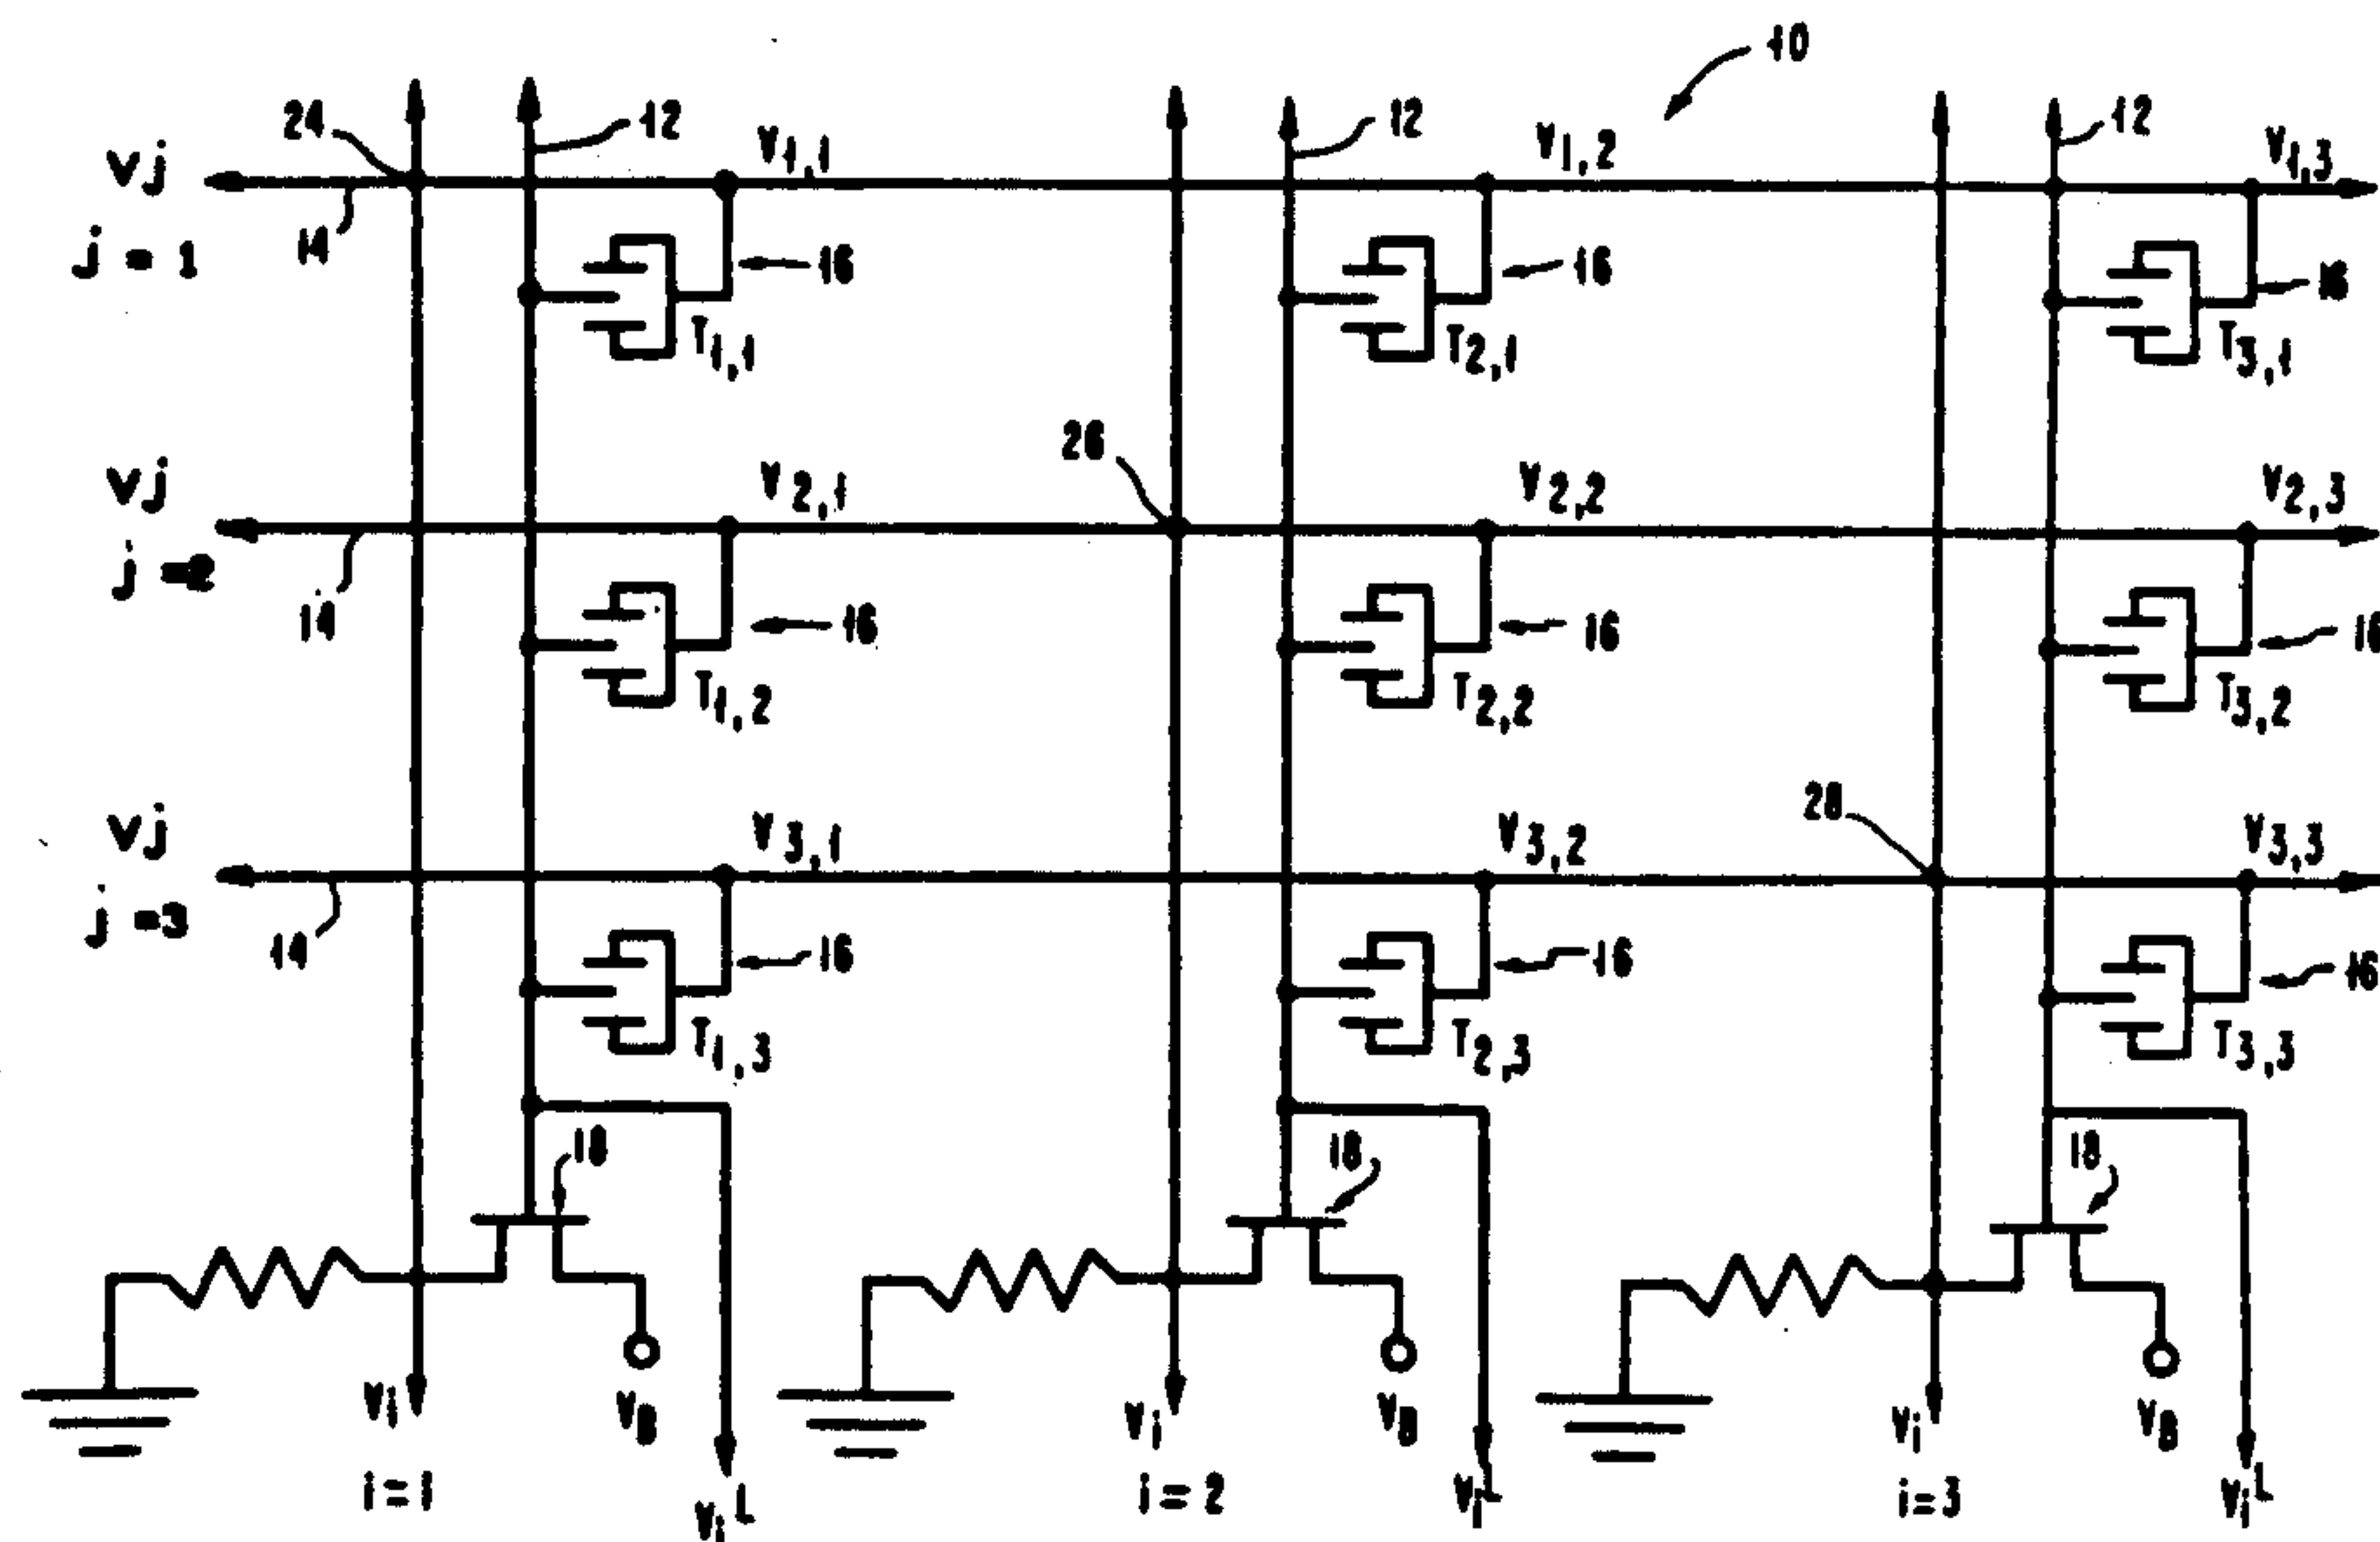 10
24
12
12
12
Vj
V1,1
V1,2
V1,3
14
j = 1
16
16
16
T1,1
T2,1
T3,1
26
Vj
V2,1
V2,2
V2,3
j = 2
14
16
16
T1,2
T2,2
T3,2
28
Vj
V3,1
V3,2
V3,3
j = 3
14
16
16
16
T1,3
T2,3
T3,3
18
18
18
Vi
VB
Vi
VB
Vi
VB
i = 1
i = 2
i = 3
ViL
ViL
ViL